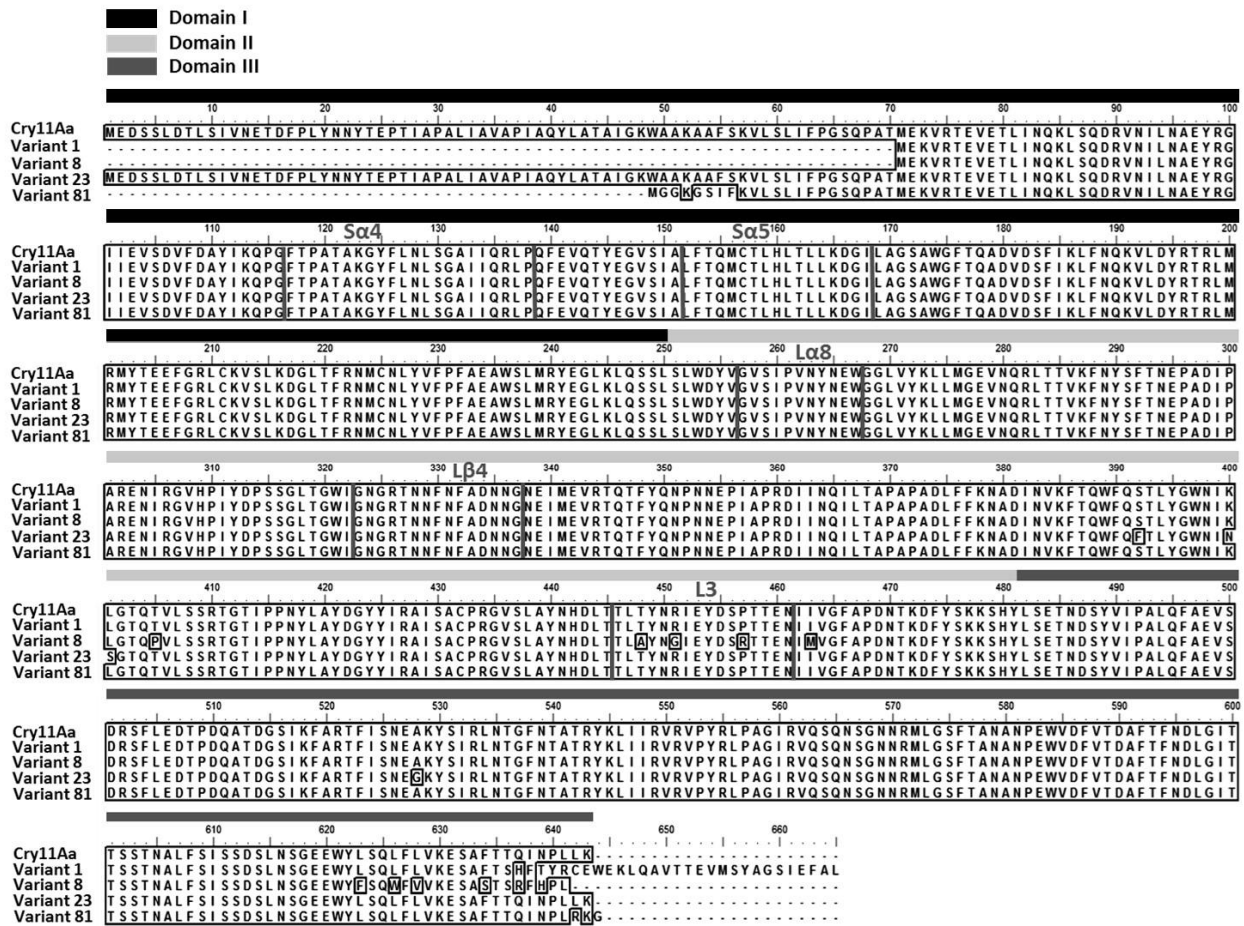 Domain I
Domain II
Domain III
10 20 30 40 50 60 70 80 90 100
Cry11Aa MEDSSLDTLSIVNETDFPLYNNYTEPTIAPALIAVAPIAQYLATAIGKWAAKAAFSKVLSLIFPGSQPATMEKVRTEVETLINQKLSQDRVNILNAEYRG
Variant 1 ----------------------------------------------------------------------MEKVRTEVETLINQKLSQDRVNILNAEYRG
Variant 8 ----------------------------------------------------------------------MEKVRTEVETLINQKLSQDRVNILNAEYRG
Variant 23 MEDSSLDTLSIVNETDFPLYNNYTEPTIAPALIAVAPIAQYLATAIGKWAAKAAFSKVLSLIFPGSQPATMEKVRTEVETLINQKLSQDRVNILNAEYRG
Variant 81 ------------------------------------------------MGGKGSIFKVLSLIFPGSQPATMEKVRTEVETLINQKLSQDRVNILNAEYRG
110 120 130 140 150 160 170 180 190 200
Sα4 Sα5
Cry11Aa IIEVSDVFDAYIKQPGFTPATAKGYFLNLSGAIIQRLPQFEVQTYEGVSIALFTQMCTLHLTLLKDGILAGSAWGFTQADVDSFIKLFNQKVLDYRTRLM
Variant 1 IIEVSDVFDAYIKQPGFTPATAKGYFLNLSGAIIQRLPQFEVQTYEGVSIALFTQMCTLHLTLLKDGILAGSAWGFTQADVDSFIKLFNQKVLDYRTRLM
Variant 8 IIEVSDVFDAYIKQPGFTPATAKGYFLNLSGAIIQRLPQFEVQTYEGVSIALFTQMCTLHLTLLKDGILAGSAWGFTQADVDSFIKLFNQKVLDYRTRLM
Variant 23 IIEVSDVFDAYIKQPGFTPATAKGYFLNLSGAIIQRLPQFEVQTYEGVSIALFTQMCTLHLTLLKDGILAGSAWGFTQADVDSFIKLFNQKVLDYRTRLM
Variant 81 IIEVSDVFDAYIKQPGFTPATAKGYFLNLSGAIIQRLPQFEVQTYEGVSIALFTQMCTLHLTLLKDGILAGSAWGFTQADVDSFIKLFNQKVLDYRTRLM
210 220 230 240 250 260 270 280 290 300
Lα8
Cry11Aa RMYTEEFGRLCKVSLKDGLTFRNMCNLYVFPFAEAWSLMRYEGLKLQSSLSLWDYVGVSIPVNYNEWGGLVYKLLMGEVNQRLTTVKFNYSFTNEPADIP
Variant 1 RMYTEEFGRLCKVSLKDGLTFRNMCNLYVFPFAEAWSLMRYEGLKLQSSLSLWDYVGVSIPVNYNEWGGLVYKLLMGEVNQRLTTVKFNYSFTNEPADIP
Variant 8 RMYTEEFGRLCKVSLKDGLTFRNMCNLYVFPFAEAWSLMRYEGLKLQSSLSLWDYVGVSIPVNYNEWGGLVYKLLMGEVNQRLTTVKFNYSFTNEPADIP
Variant 23 RMYTEEFGRLCKVSLKDGLTFRNMCNLYVFPFAEAWSLMRYEGLKLQSSLSLWDYVGVSIPVNYNEWGGLVYKLLMGEVNQRLTTVKFNYSFTNEPADIP
Variant 81 RMYTEEFGRLCKVSLKDGLTFRNMCNLYVFPFAEAWSLMRYEGLKLQSSLSLWDYVGVSIPVNYNEWGGLVYKLLMGEVNQRLTTVKFNYSFTNEPADIP
310 320 330 340 350 360 370 380 390 400
Lβ4
Cry11Aa ARENIRGVHPIYDPSSGLTGWIGNGRTNNFNFADNNGNEIMEVRTQTFYQNPNNEPIAPRDIINQILTAPAPADLFFKNADINVKFTQWFQSTLYGWNIK
Variant 1 ARENIRGVHPIYDPSSGLTGWIGNGRTNNFNFADNNGNEIMEVRTQTFYQNPNNEPIAPRDIINQILTAPAPADLFFKNADINVKFTQWFQSTLYGWNIK
Variant 8 ARENIRGVHPIYDPSSGLTGWIGNGRTNNFNFADNNGNEIMEVRTQTFYQNPNNEPIAPRDIINQILTAPAPADLFFKNADINVKFTQWFQSTLYGWNIK
Variant 23 ARENIRGVHPIYDPSSGLTGWIGNGRTNNFNFADNNGNEIMEVRTQTFYQNPNNEPIAPRDIINQILTAPAPADLFFKNADINVKFTQWFQFTLYGWNIN
Variant 81 ARENIRGVHPIYDPSSGLTGWIGNGRTNNFNFADNNGNEIMEVRTQTFYQNPNNEPIAPRDIINQILTAPAPADLFFKNADINVKFTQWFQSTLYGWNIK
410 420 430 440 450 460 470 480 490 500
L3
Cry11Aa LGTQTVLSSRTGTIPPNYLAYDGYYIRAISACPRGVSLAYNHDLTTLTYNRIEYDSPTTENIIVGFAPDNTKDFYSKKSHYLSETNDSYVIPALQFAEVS
Variant 1 LGTQTVLSSRTGTIPPNYLAYDGYYIRAISACPRGVSLAYNHDLTTLTYNRIEYDSPTTENIIVGFAPDNTKDFYSKKSHYLSETNDSYVIPALQFAEVS
Variant 8 LGTQPVLSSRTGTIPPNYLAYDGYYIRAISACPRGVSLAYNHDLTTLAYNGIEYDSRTTENIMVGFAPDNTKDFYSKKSHYLSETNDSYVIPALQFAEVS
Variant 23 SGTQTVLSSRTGTIPPNYLAYDGYYIRAISACPRGVSLAYNHDLTTLTYNRIEYDSPTTENIIVGFAPDNTKDFYSKKSHYLSETNDSYVIPALQFAEVS
Variant 81 LGTQTVLSSRTGTIPPNYLAYDGYYIRAISACPRGVSLAYNHDLTTLTYNRIEYDSPTTENIIVGFAPDNTKDFYSKKSHYLSETNDSYVIPALQFAEVS
510 520 530 540 550 560 570 580 590 600
Cry11Aa DRSFLEDTPDQATDGSIKFARTFISNEAKYSIRLNTGFNTATRYKLIIRVRVPYRLPAGIRVQSQNSGNNRMLGSFTANANPEWVDFVTDAFTFNDLGIT
Variant 1 DRSFLEDTPDQATDGSIKFARTFISNEAKYSIRLNTGFNTATRYKLIIRVRVPYRLPAGIRVQSQNSGNNRMLGSFTANANPEWVDFVTDAFTFNDLGIT
Variant 8 DRSFLEDTPDQATDGSIKFARTFISNEAKYSIRLNTGFNTATRYKLIIRVRVPYRLPAGIRVQSQNSGNNRMLGSFTANANPEWVDFVTDAFTFNDLGIT
Variant 23 DRSFLEDTPDQATDGSIKFARTFISNEGKYSIRLNTGFNTATRYKLIIRVRVPYRLPAGIRVQSQNSGNNRMLGSFTANANPEWVDFVTDAFTFNDLGIT
Variant 81 DRSFLEDTPDQATDGSIKFARTFISNEAKYSIRLNTGFNTATRYKLIIRVRVPYRLPAGIRVQSQNSGNNRMLGSFTANANPEWVDFVTDAFTFNDLGIT
610 620 630 640 650 660
Cry11Aa TSSTNALFSISSDSLNSGEEWYLSQLFLVKESAFTTQINPLLK----------------------
Variant 1 TSSTNALFSISSDSLNSGEEWYLSQLFLVKESAFTSHFTYRCEWEKLQAVTTEVMSYAGSIEFAL
Variant 8 TSSTNALFSISSDSLNSGEEWYFSQWFVVKESASTSRFHPL------------------------
Variant 23 TSSTNALFSISSDSLNSGEEWYLSQLFLVKESAFTTQINPLLK----------------------
Variant 81 TSSTNALFSISSDSLNSGEEWYLSQLFLVKESAFTTQINPLRKG---------------------